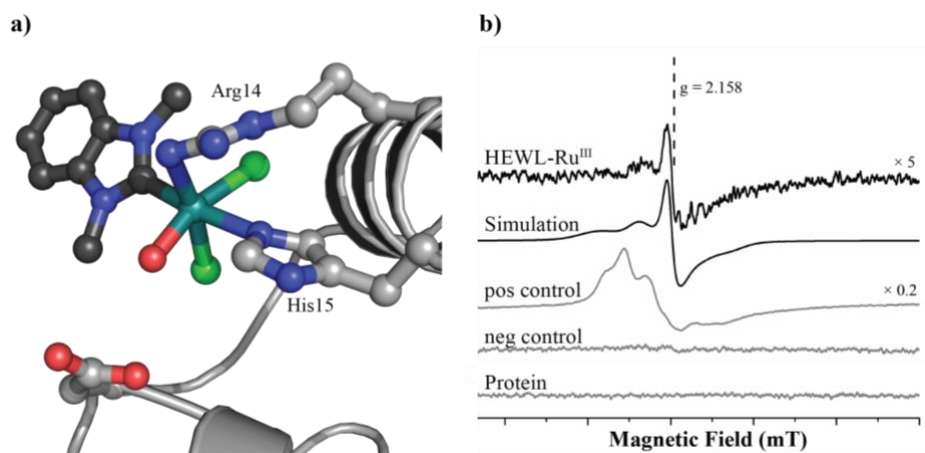 a)
Arg14
His15
b)
g = 2.158
HEWL-Ruᴵᴵᴵ
× 5
Simulation
pos control
× 0.2
neg control
Protein
Magnetic Field (mT)